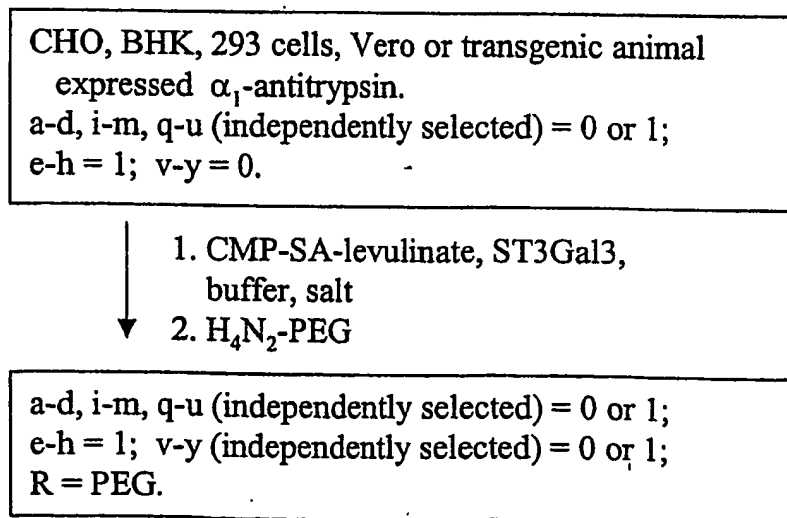 CHO, BHK, 293 cells, Vero or transgenic animal
expressed α₁-antitrypsin.
a-d, i-m, q-u (independently selected) = 0 or 1;
e-h = 1; v-y = 0.
1. CMP-SA-levulinate, ST3Gal3,
buffer, salt
2. H₄N₂-PEG
a-d, i-m, q-u (independently selected) = 0 or 1;
e-h = 1; v-y (independently selected) = 0 or 1;
R = PEG.